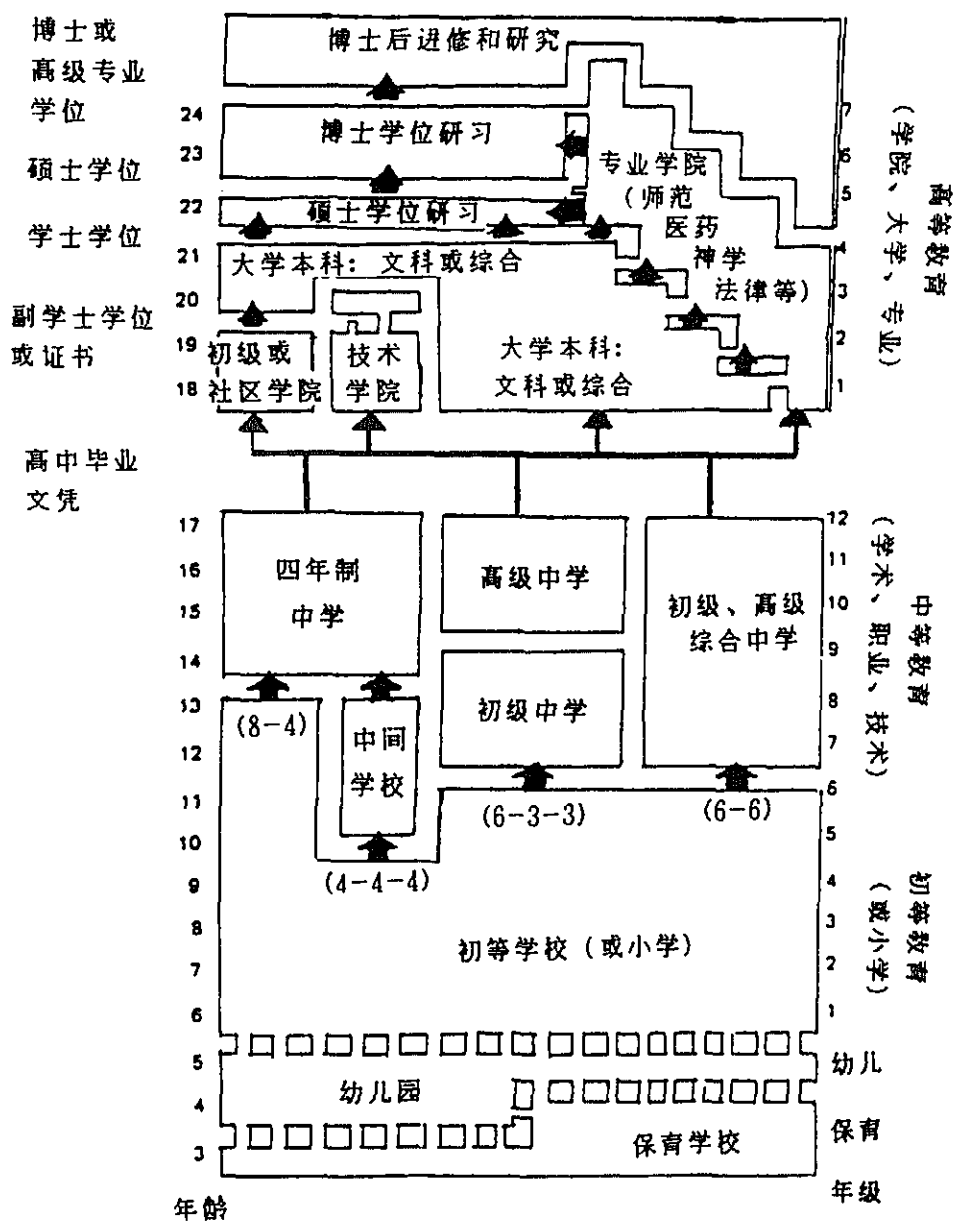 博士或
高级专业
学位
硕士学位
学士学位
副学士学位
或证书
高中毕业
文凭
24
23
22
21
20
19
18
17
16
15
14
13
12
11
10
9
8
7
6
5
4
3
年龄
博士后进修和研究
博士学位研习
硕士学位研习
专业学院
(师范
医药
神学
法律等)
大学本科:文科或综合
初级或
社区学院
技术
学院
大学本科:
文科或综合
四年制
中学
高级中学
初级、高级
综合中学
初级中学
中间
学校
(8-4)
(4-4-4)
(6-3-3)
(6-6)
初等学校(或小学)
幼儿园
保育学校
7
6
5
4
3
2
1
12
11
10
9
8
7
6
5
4
3
2
1
高等教育
(学院、大学、专业)
中等教育
(学术、职业、技术)
初等教育
(或小学)
幼儿
保育
年级